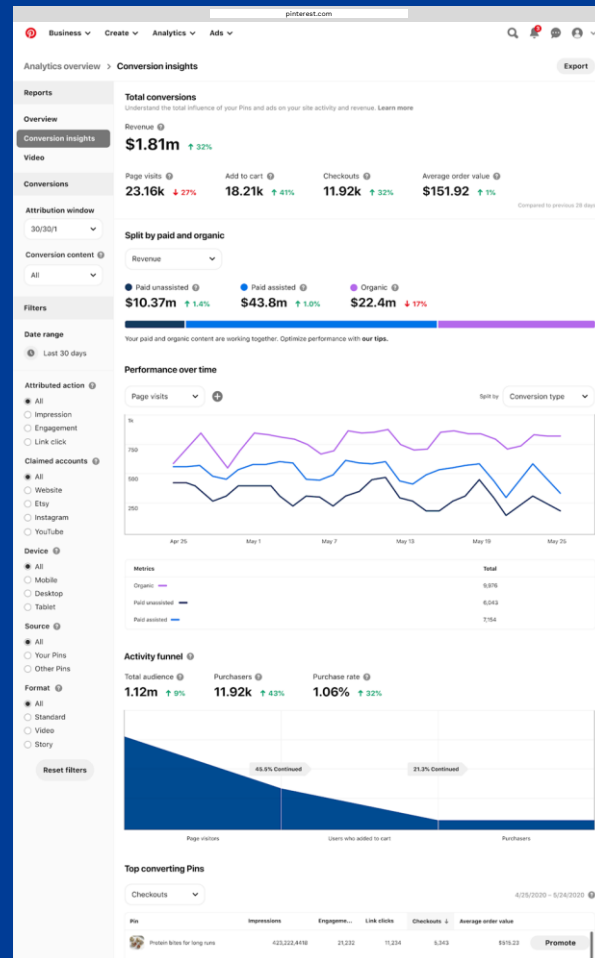 pinterest.com
Business Create Analytics Ads
Analytics overview > Conversion insights
Export
Reports
Overview
Conversion insights
Video
Conversions
Attribution window
30/30/1
Conversion content
All
Filters
Date range
Last 30 days
Attributed action
All
Impression
Engagement
Link click
Claimed accounts
All
Website
Etsy
Instagram
YouTube
Device
All
Mobile
Desktop
Tablet
Source
All
Your Pins
Other Pins
Format
All
Standard
Video
Story
Reset filters
Total conversions
Understand the total influence of your Pins and ads on your site activity and revenue. Learn more
Revenue
$1.81m ↑ 32%
Page visits Add to cart Checkouts Average order value
23.16k ↓ 27% 18.21k ↑ 41% 11.92k ↑ 32% $151.92 ↑ 1%
Compared to previous 28 days
Split by paid and organic
Revenue
Paid unassisted Paid assisted Organic
$10.37m ↑ 1.4% $43.8m ↑ 1.0% $22.4m ↓ 17%
Your paid and organic content are working together. Optimize performance with our tips.
Performance over time
Page visits Split by Conversion type
1k
750
500
250
Apr 25 May 1 May 7 May 13 May 19 May 25
Metrics Total
Organic 9,876
Paid unassisted 6,543
Paid assisted 7,154
Activity funnel
Total audience Purchasers Purchase rate
1.12m ↑ 9% 11.92k ↑ 43% 1.06% ↑ 32%
45.5% Continued 21.3% Continued
Page visitors Users who added to cart Purchasers
Top converting Pins
Checkouts 4/25/2020 – 5/24/2020
Pin Impressions Engageme... Link clicks Checkouts ↓ Average order value
Protein bites for long runs 423,222,4418 21,232 11,234 5,343 $615.23 Promote